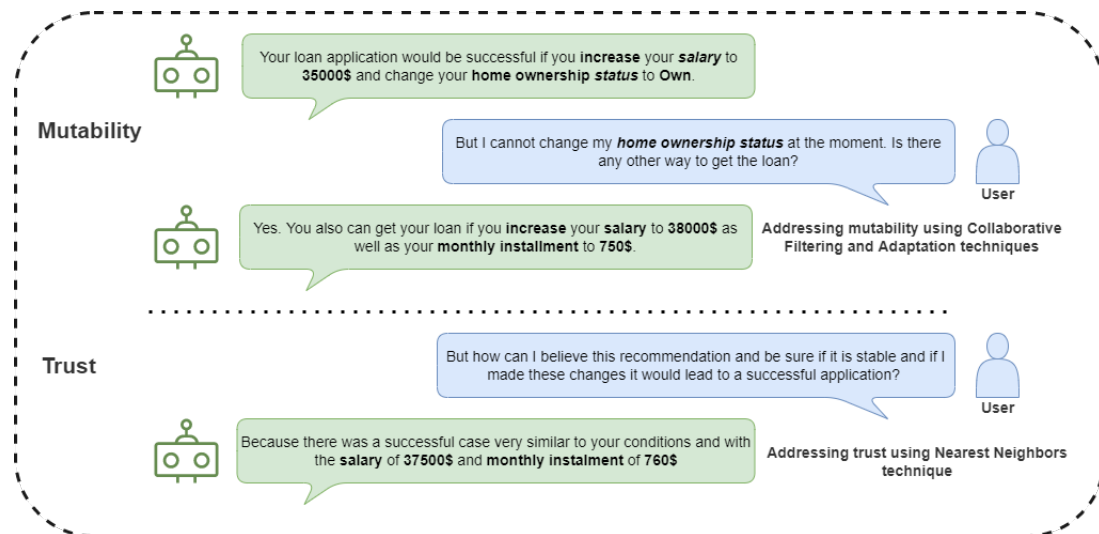 Your loan application would be successful if you increase your salary to
35000$ and change your home ownership status to Own.
Mutability
But I cannot change my home ownership status at the moment. Is there
any other way to get the loan?
User
Yes. You also can get your loan if you increase your salary to 38000$ as
well as your monthly installment to 750$.
Addressing mutability using Collaborative
Filtering and Adaptation techniques
Trust
But how can I believe this recommendation and be sure if it is stable and if I
made these changes it would lead to a successful application?
User
Because there was a successful case very similar to your conditions and with
the salary of 37500$ and monthly instalment of 760$
Addressing trust using Nearest Neighbors
technique